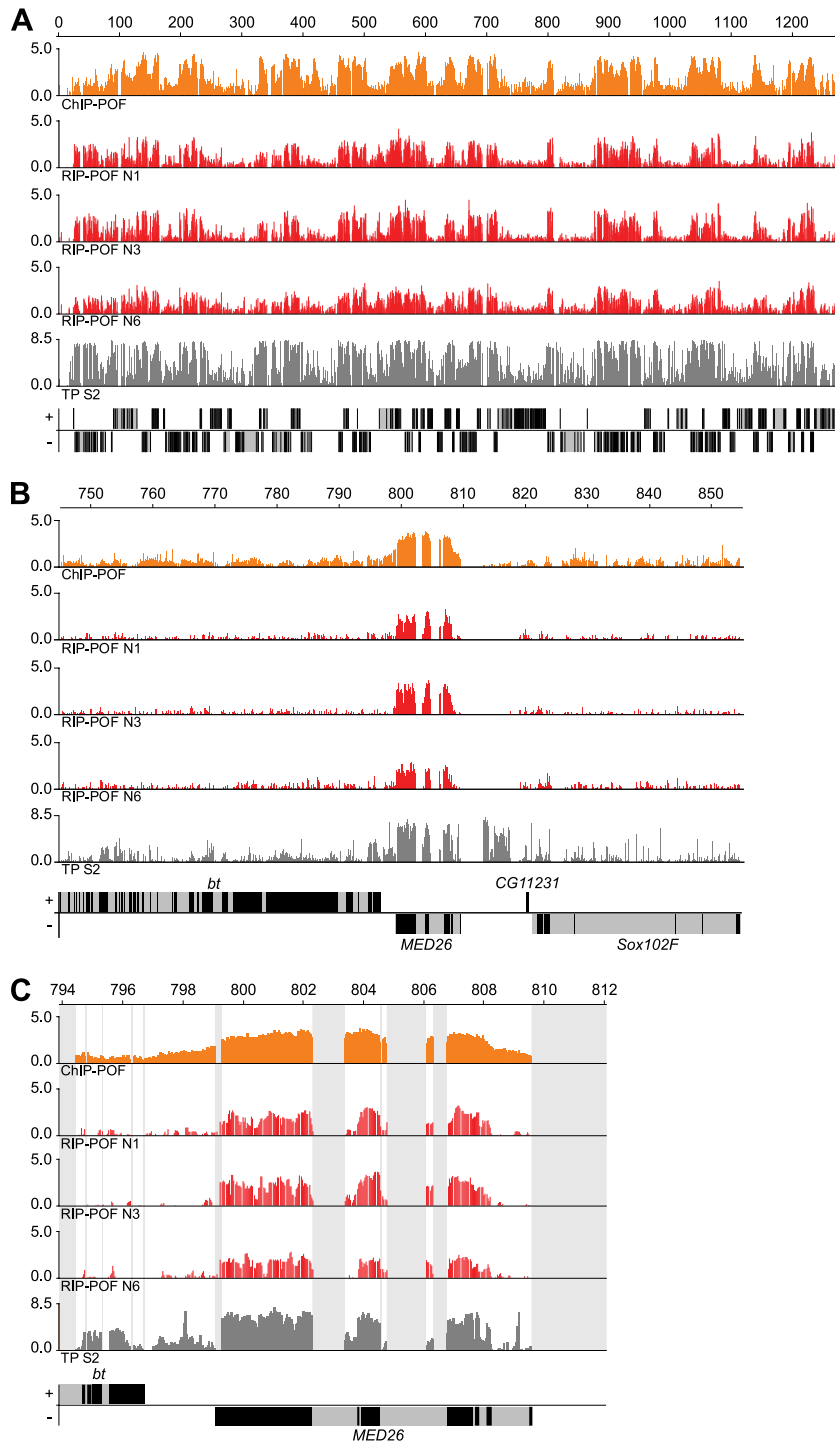 A
0 100 200 300 400 500 600 700 800 900 1000 1100 1200
5.0
0.0
ChIP-POF
5.0
0.0
RIP-POF N1
5.0
0.0
RIP-POF N3
5.0
0.0
RIP-POF N6
8.5
0.0
TP S2
+
-
B
750 760 770 780 790 800 810 820 830 840 850
5.0
0.0
ChIP-POF
5.0
0.0
RIP-POF N1
5.0
0.0
RIP-POF N3
5.0
0.0
RIP-POF N6
8.5
0.0
TP S2
bt CG11231
+
-
MED26 Sox102F
C
794 796 798 800 802 804 806 808 810 812
5.0
0.0
ChIP-POF
5.0
0.0
RIP-POF N1
5.0
0.0
RIP-POF N3
5.0
0.0
RIP-POF N6
8.5
0.0
TP S2
bt
+
-
MED26